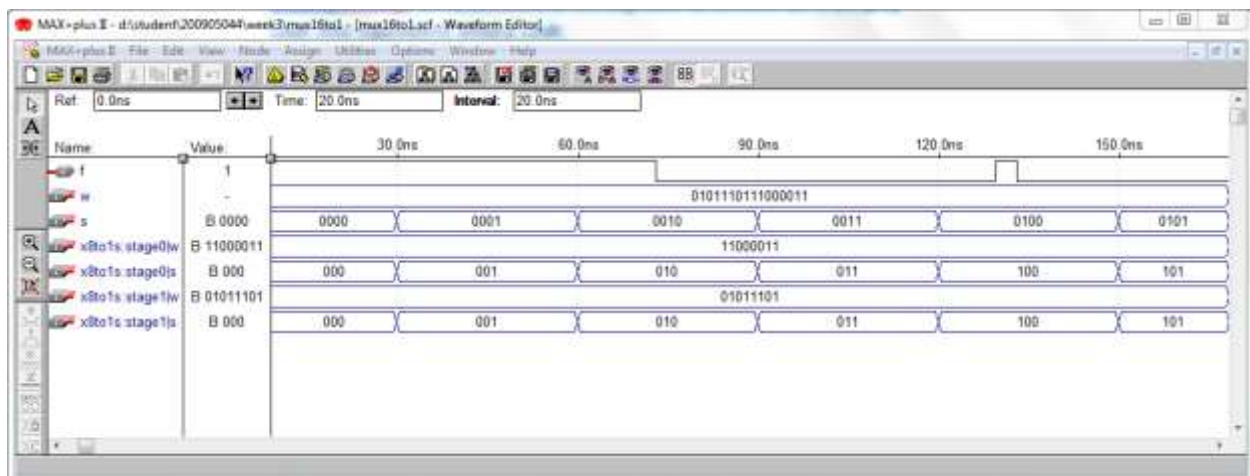 MAX+plus II - d:\student\200905044\week3\mux16to1 - [mux16to1.scf - Waveform Editor]
MAX+plus II File Edit View Node Assign Utilities Options Window Help
Ref: 0.0ns Time: 20.0ns Interval: 20.0ns
A
Name: Value: 30.0ns 60.0ns 90.0ns 120.0ns 150.0ns
f 1
w - 0101110111000011
s B 0000 0000 0001 0010 0011 0100 0101
x8to1s:stage0|w B 11000011 11000011
x8to1s:stage0|s B 000 000 001 010 011 100 101
x8to1s:stage1|w B 01011101 01011101
x8to1s:stage1|s B 000 000 001 010 011 100 101